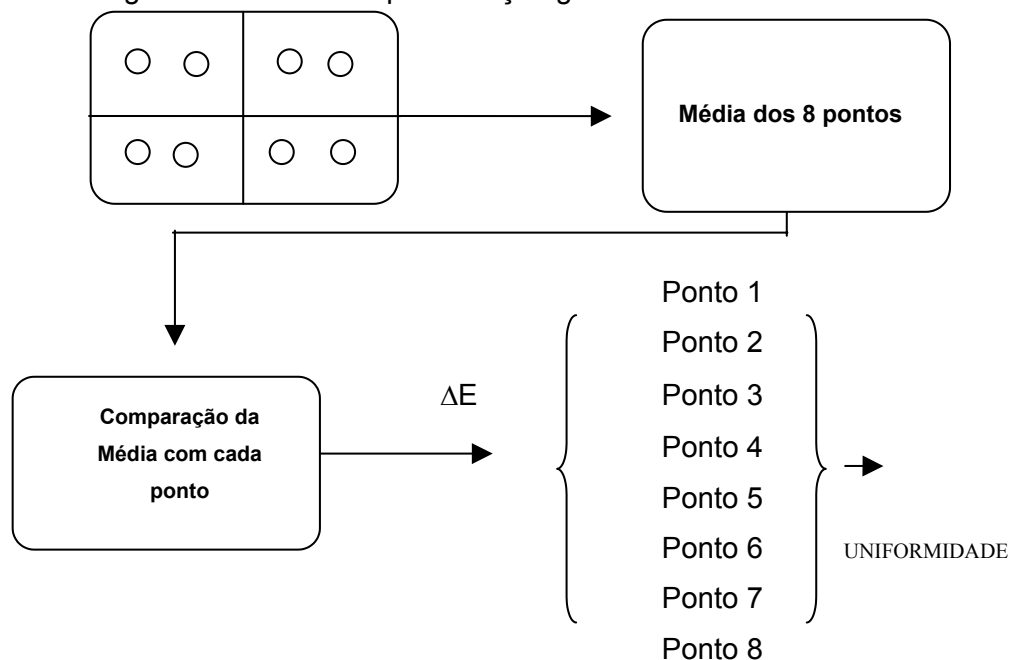 Média dos 8 pontos
Ponto 1
Ponto 2
Ponto 3
Ponto 4
Ponto 5
Ponto 6
Ponto 7
Ponto 8
Comparação da
Média com cada
ponto
∆E
UNIFORMIDADE